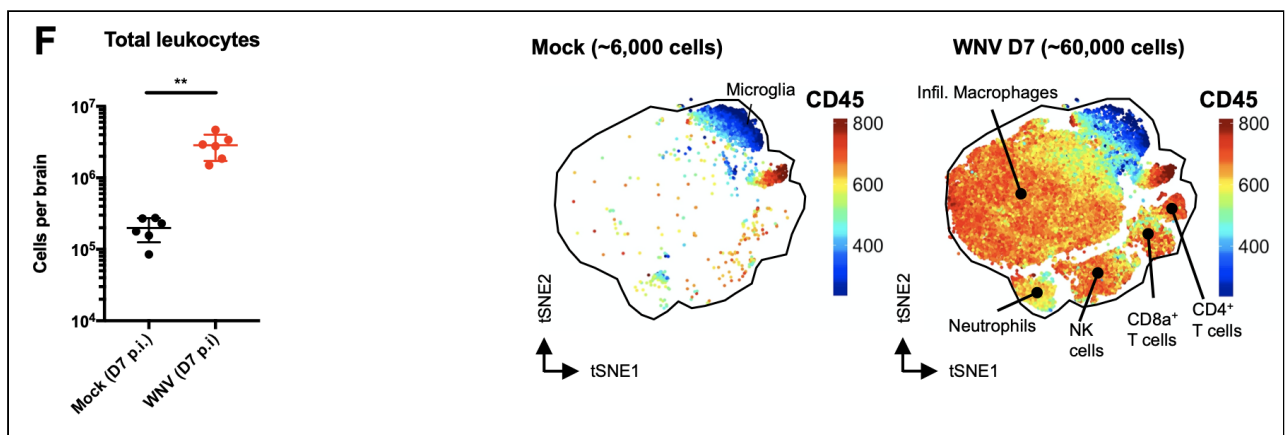 F
Total leukocytes
**
10⁷
10⁶
10⁵
10⁴
Cells per brain
Mock (D7 p.i.)
WNV (D7 p.i)
Mock (~6,000 cells)
Microglia
CD45
800
600
400
tSNE2
tSNE1
WNV D7 (~60,000 cells)
Infil. Macrophages
CD45
800
600
400
Neutrophils
NK
cells
CD8a⁺
T cells
CD4⁺
T cells
tSNE2
tSNE1